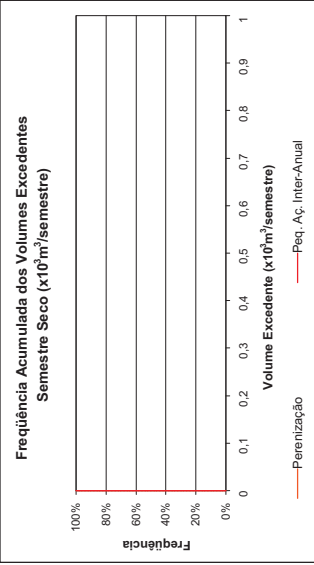 Freqüência Acumulada dos Volumes Excedentes
Semestre Seco (x10³m³/semestre)
Freqüência
100%
80%
60%
40%
20%
0%
0
0,1
0,2
0,3
0,4
0,5
0,6
0,7
0,8
0,9
1
Volume Excedente (x10³m³/semestre)
Perenização
Peq. Aç. Inter-Anual